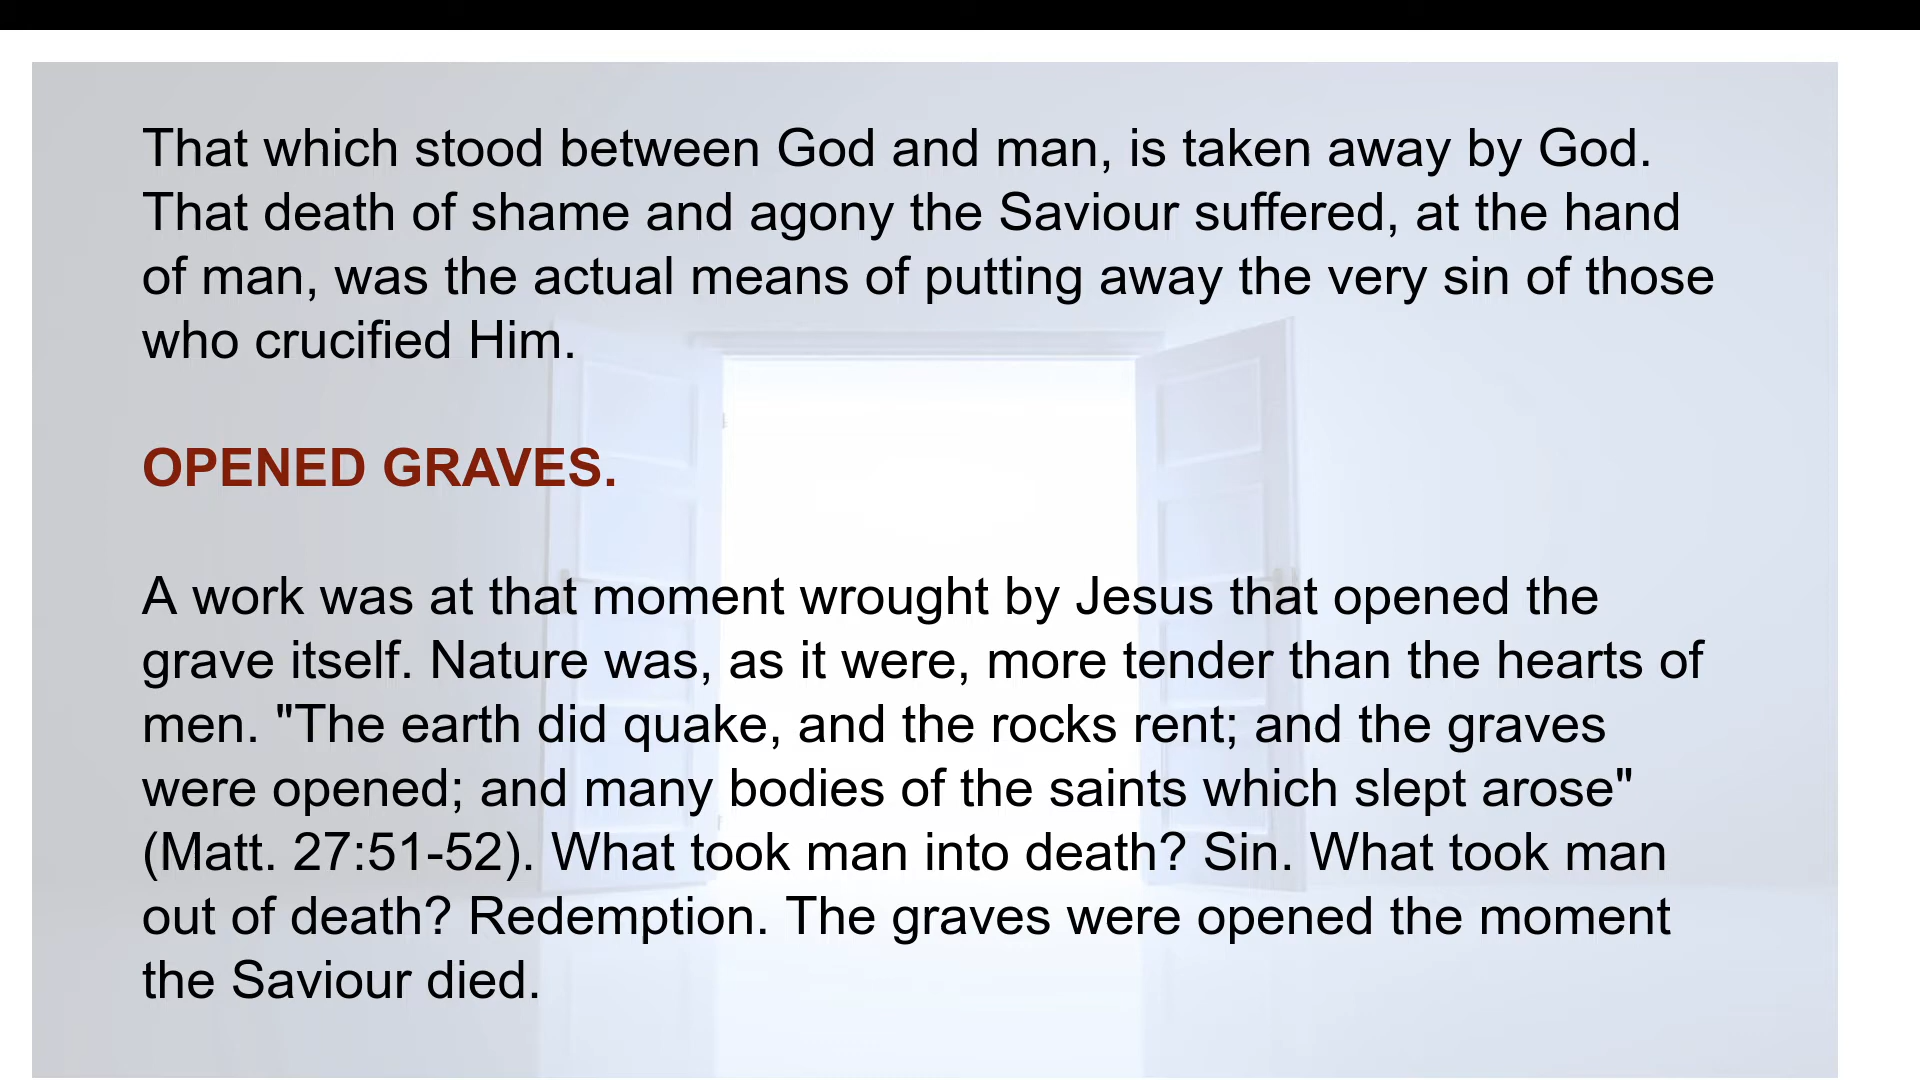 That which stood between God and man, is taken away by God.
That death of shame and agony the Saviour suffered, at the hand
of man, was the actual means of putting away the very sin of those
who crucified Him.
OPENED GRAVES.
A work was at that moment wrought by Jesus that opened the
grave itself. Nature was, as it were, more tender than the hearts of
men. "The earth did quake, and the rocks rent; and the graves
were opened; and many bodies of the saints which slept arose"
(Matt. 27:51-52). What took man into death? Sin. What took man
out of death? Redemption. The graves were opened the moment
the Saviour died.